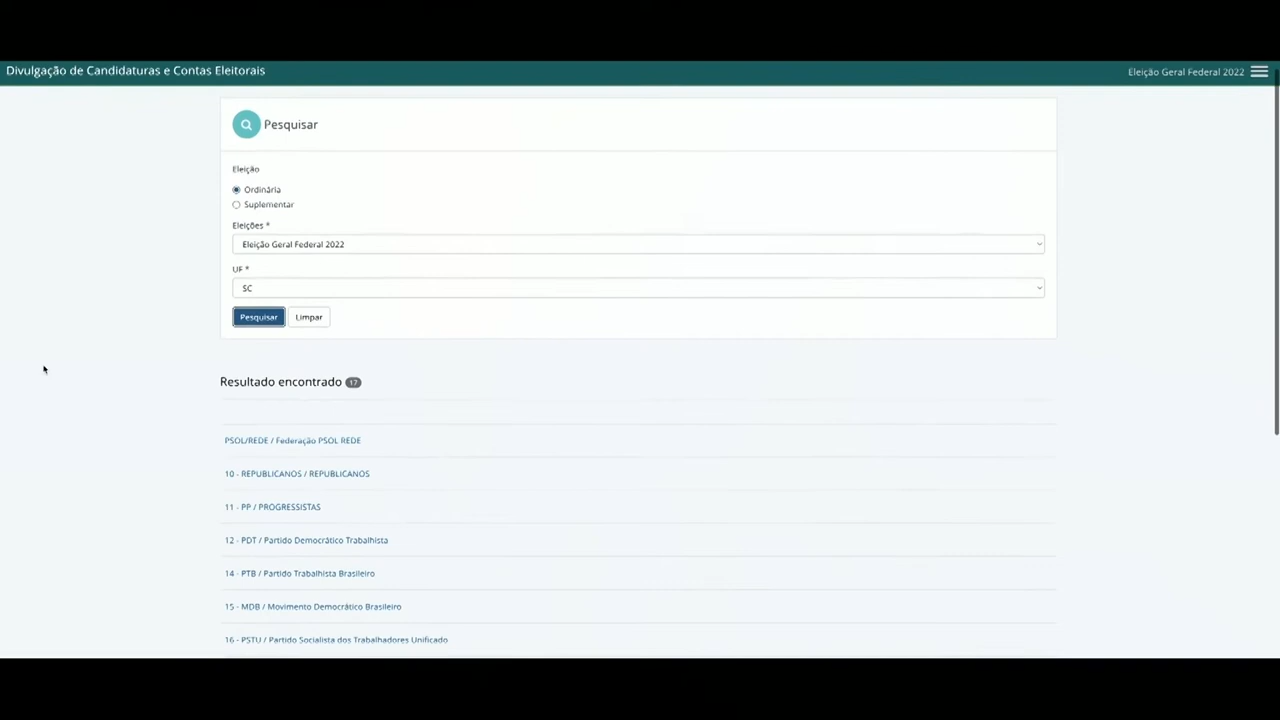 Divulgação de Candidaturas e Contas Eleitorais
Eleição Geral Federal 2022
Pesquisar
Eleição
Ordinária
Suplementar
Eleições *
Eleição Geral Federal 2022
UF *
SC
Pesquisar
Limpar
Resultado encontrado 17
PSOL/REDE / Federação PSOL REDE
10 - REPUBLICANOS / REPUBLICANOS
11 - PP / PROGRESSISTAS
12 - PDT / Partido Democrático Trabalhista
14 - PTB / Partido Trabalhista Brasileiro
15 - MDB / Movimento Democrático Brasileiro
16 - PSTU / Partido Socialista dos Trabalhadores Unificado